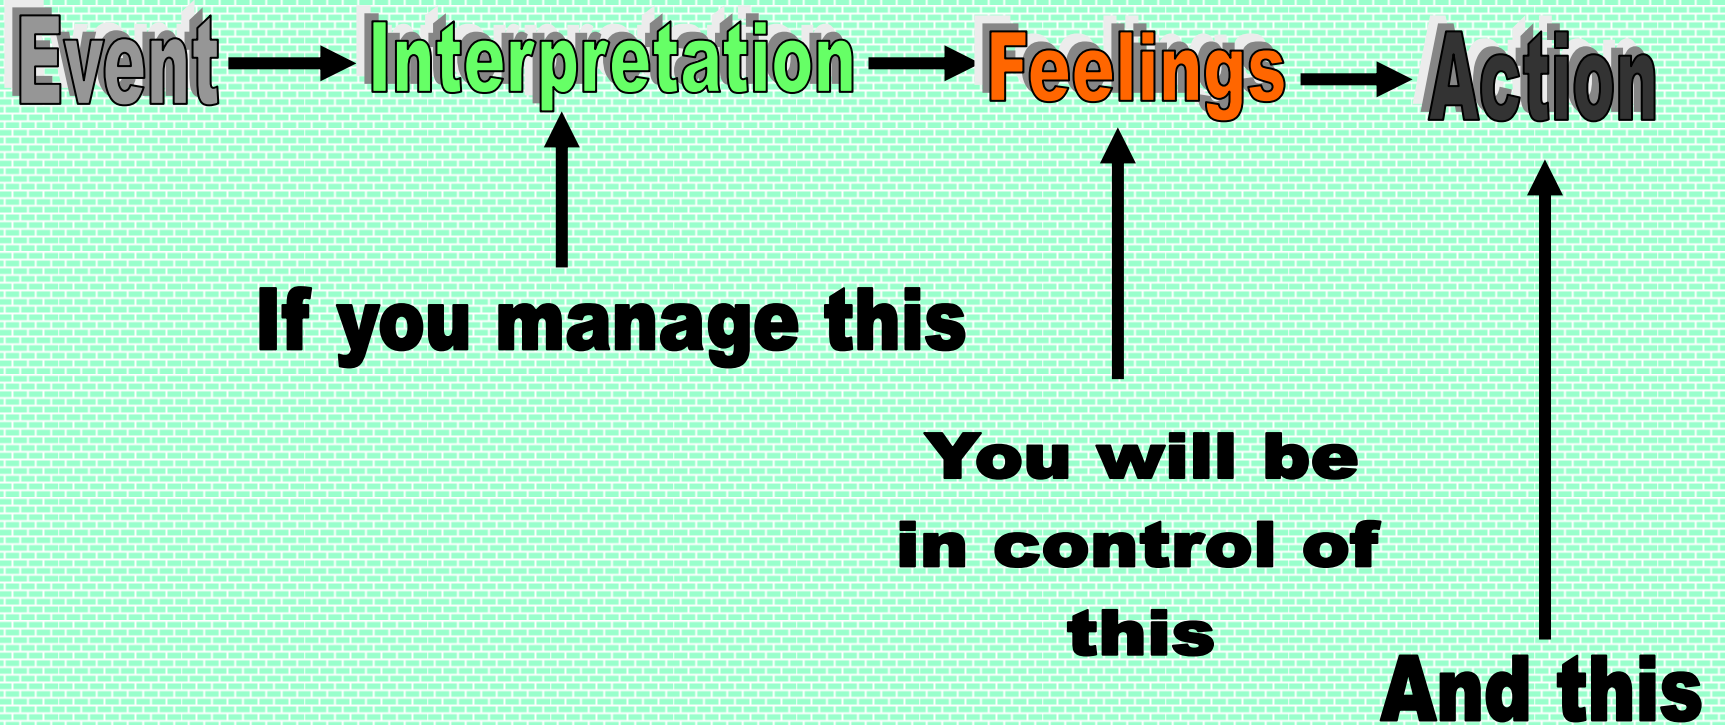 Event Interpretation Feelings Action
If you manage this
You will be
in control of
this
And this